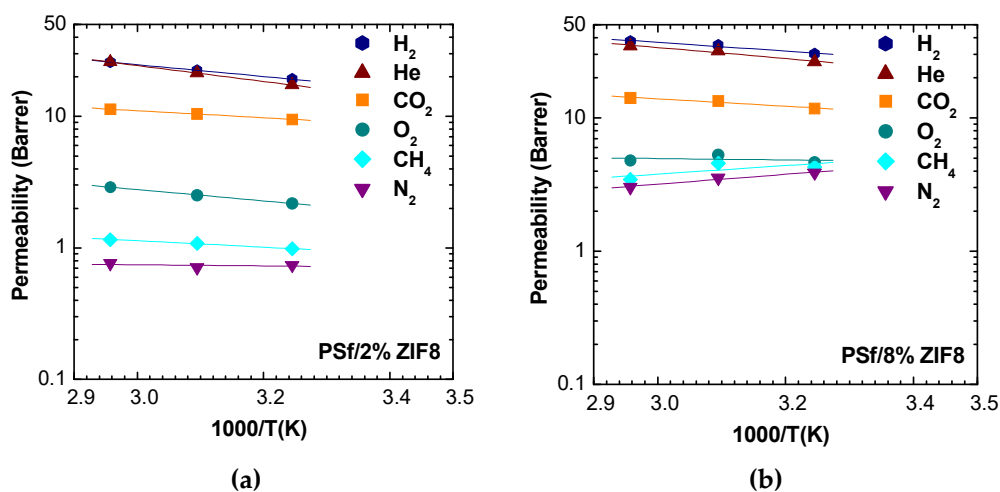 50
10
1
0.1
Permeability (Barrer)
H2
He
CO2
O2
CH4
N2
PSf/2% ZIF8
2.9 3.0 3.1 3.2 3.3 3.4 3.5
1000/T(K)
(a)
50
10
1
0.1
Permeability (Barrer)
H2
He
CO2
O2
CH4
N2
PSf/8% ZIF8
2.9 3.0 3.1 3.2 3.3 3.4 3.5
1000/T(K)
(b)